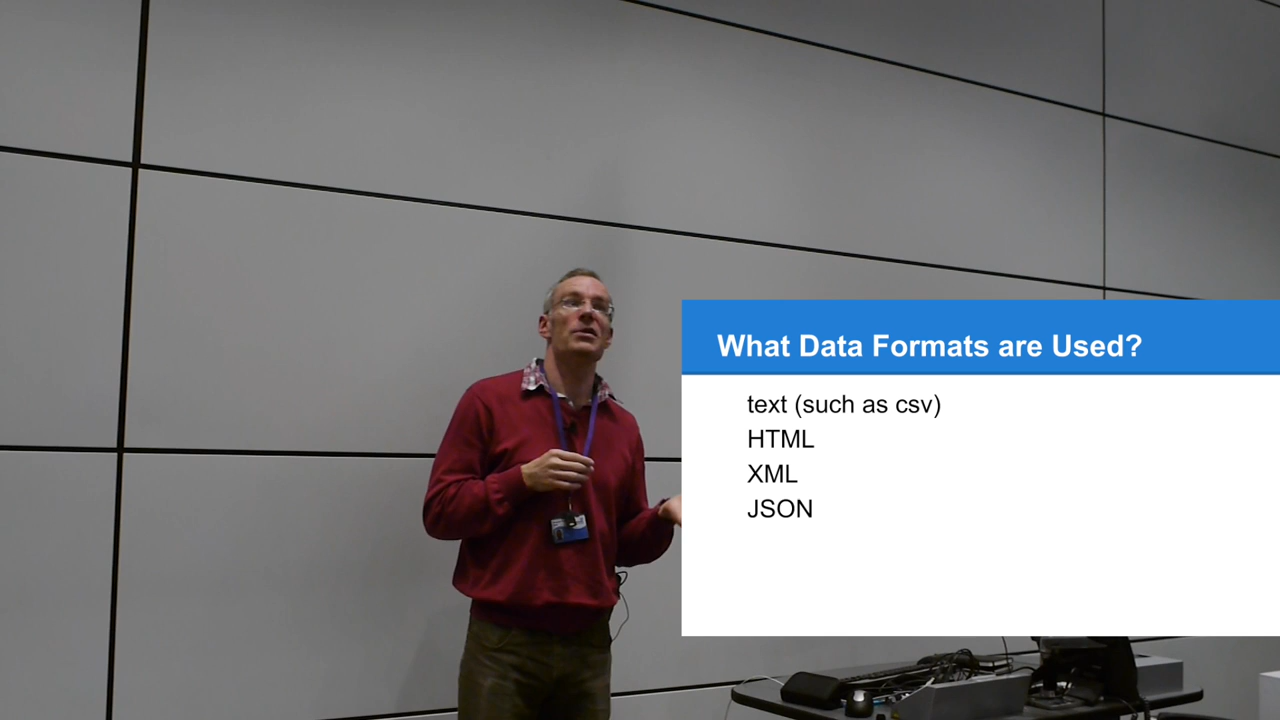 What Data Formats are Used?
text (such as csv)
HTML
XML
JSON